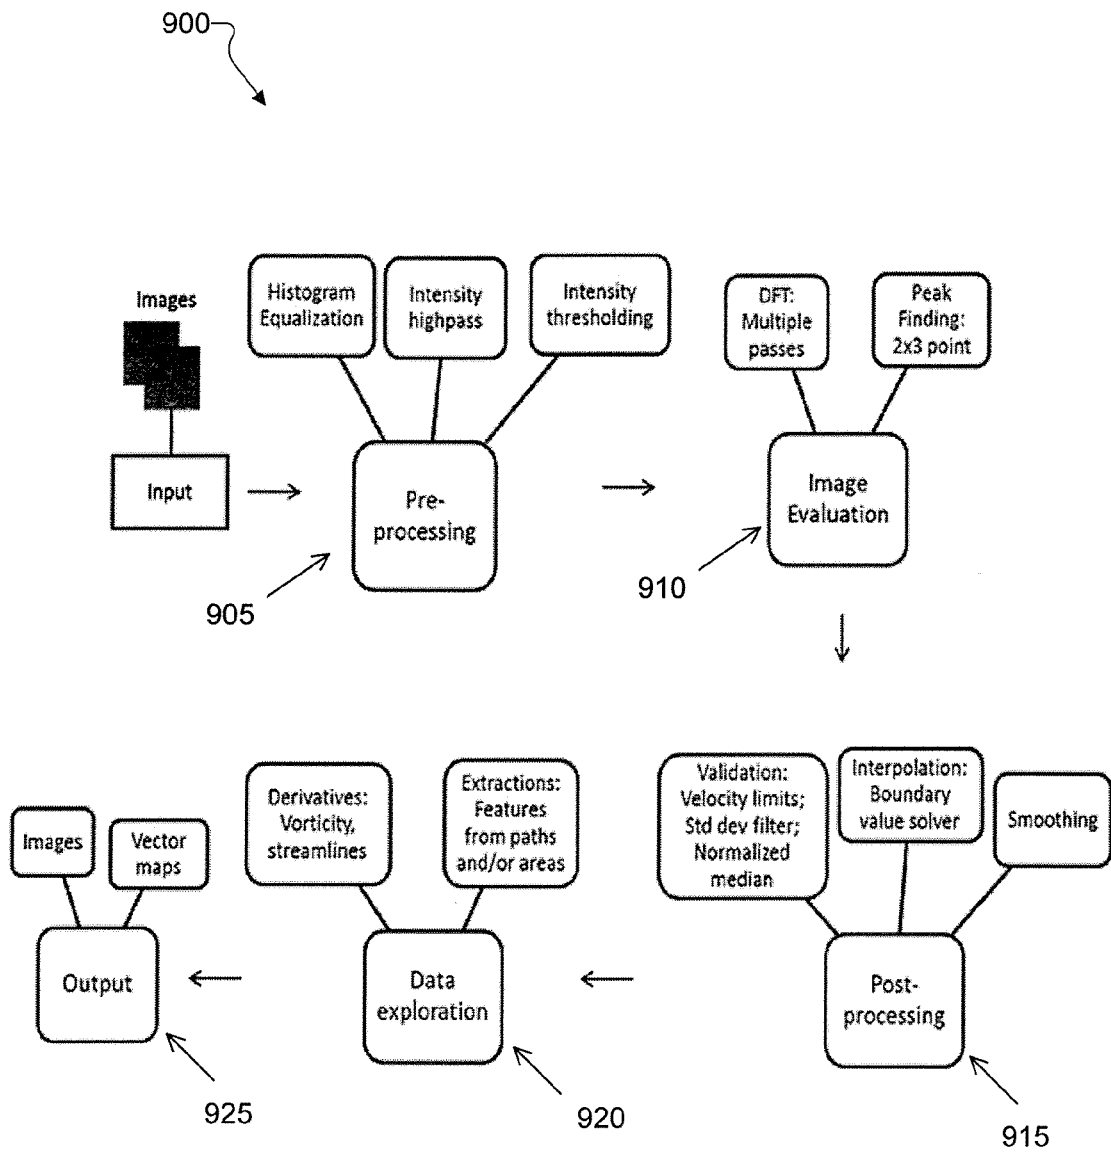 900
Images
Input
Histogram
Equalization
Intensity
highpass
Intensity
thresholding
Pre-
processing
905
DFT:
Multiple
passes
Peak
Finding:
2x3 point
Image
Evaluation
910
Validation:
Velocity limits;
Std dev filter;
Normalized
median
Interpolation:
Boundary
value solver
Smoothing
Post-
processing
915
Derivatives:
Vorticity,
streamlines
Extractions:
Features
from paths
and/or areas
Data
exploration
920
Images
Vector
maps
Output
925